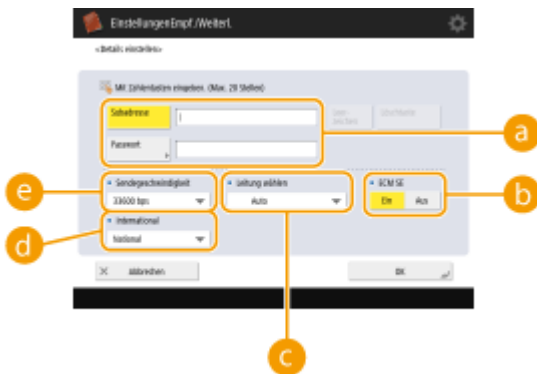 Einstellungen Empf./Weiterl.
<Details einstellen>
Mit Zahlentasten eingeben. (Max. 20 Stellen)
Subadresse
Passwort
a
e
Sendegeschwindigkeit
33600 bps
Leitung wählen
Auto
ECM SE
Ein
Aus
b
d
International
National
Abbrechen
OK
c